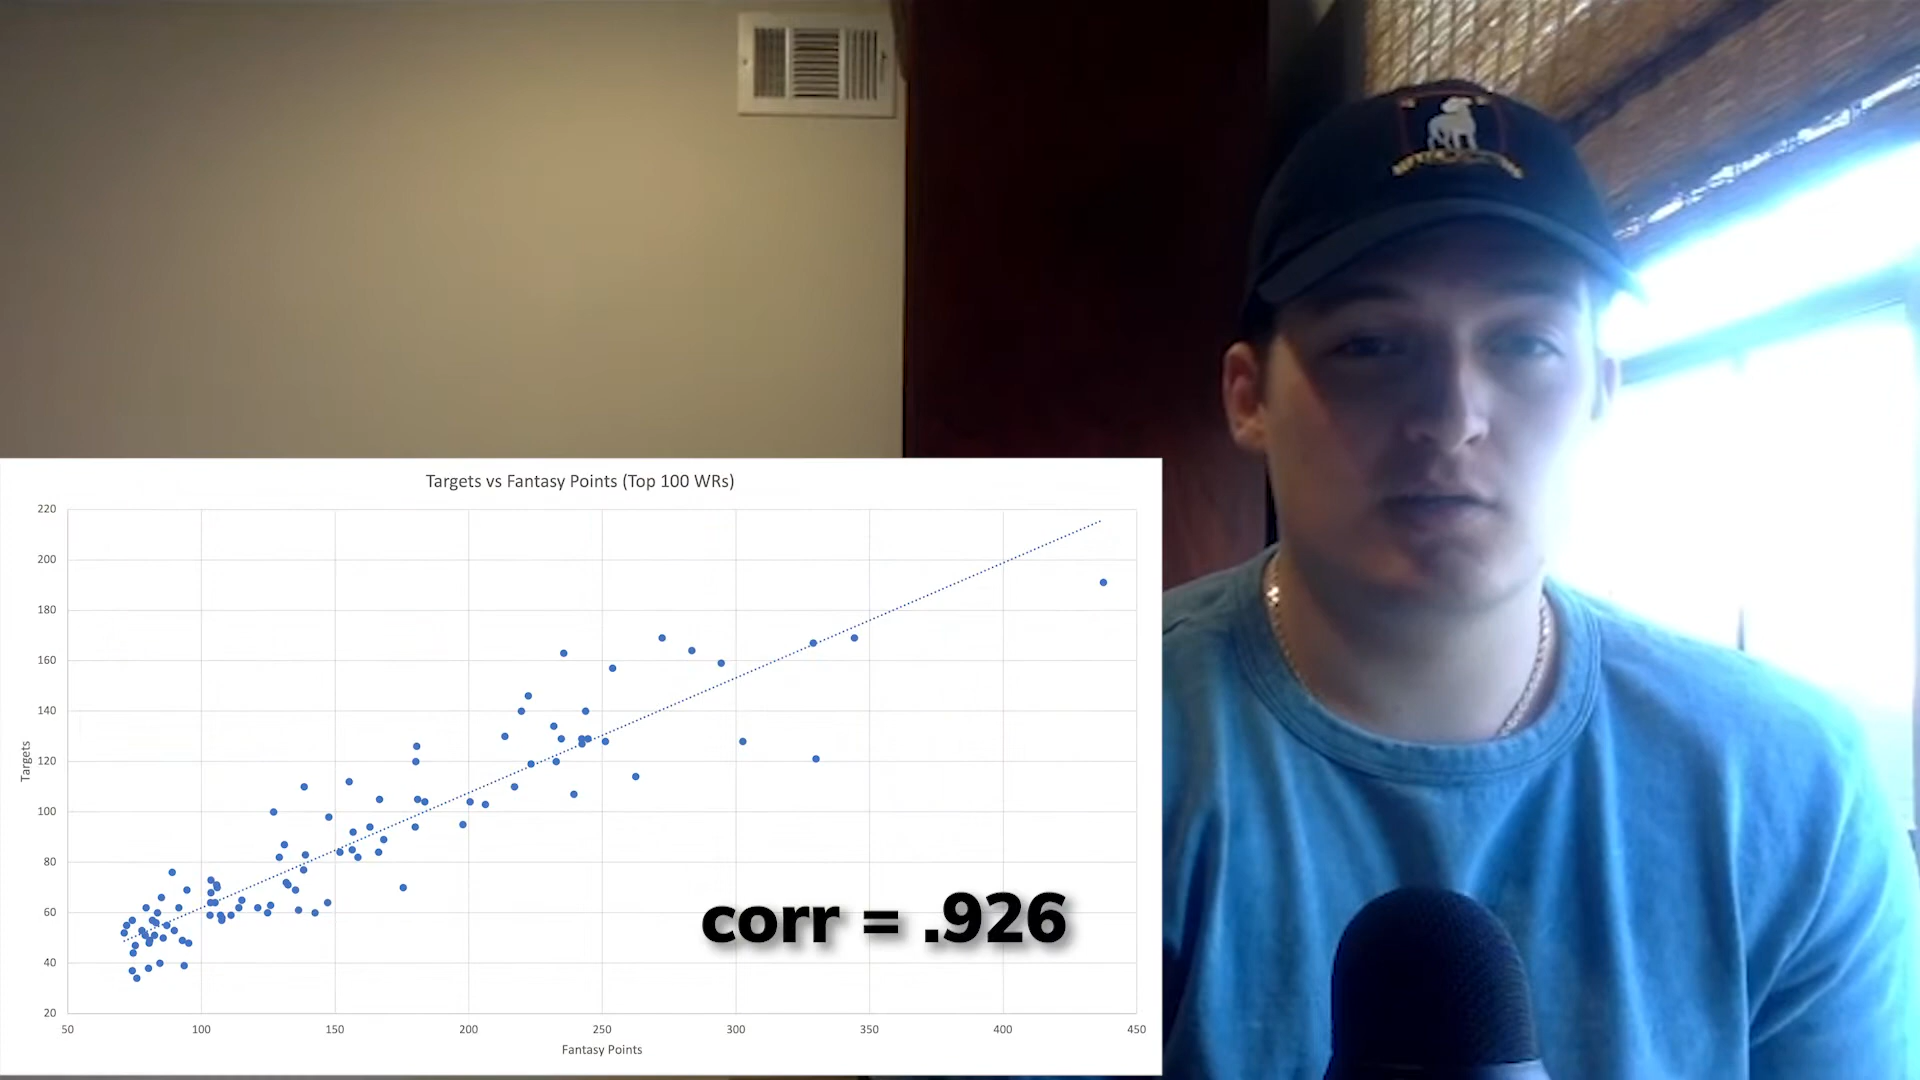 Targets vs Fantasy Points (Top 100 WRs)
220
200
180
160
140
120
100
80
60
40
20
Targets
50 100 150 200 250 300 350 400 450
Fantasy Points
corr = .926